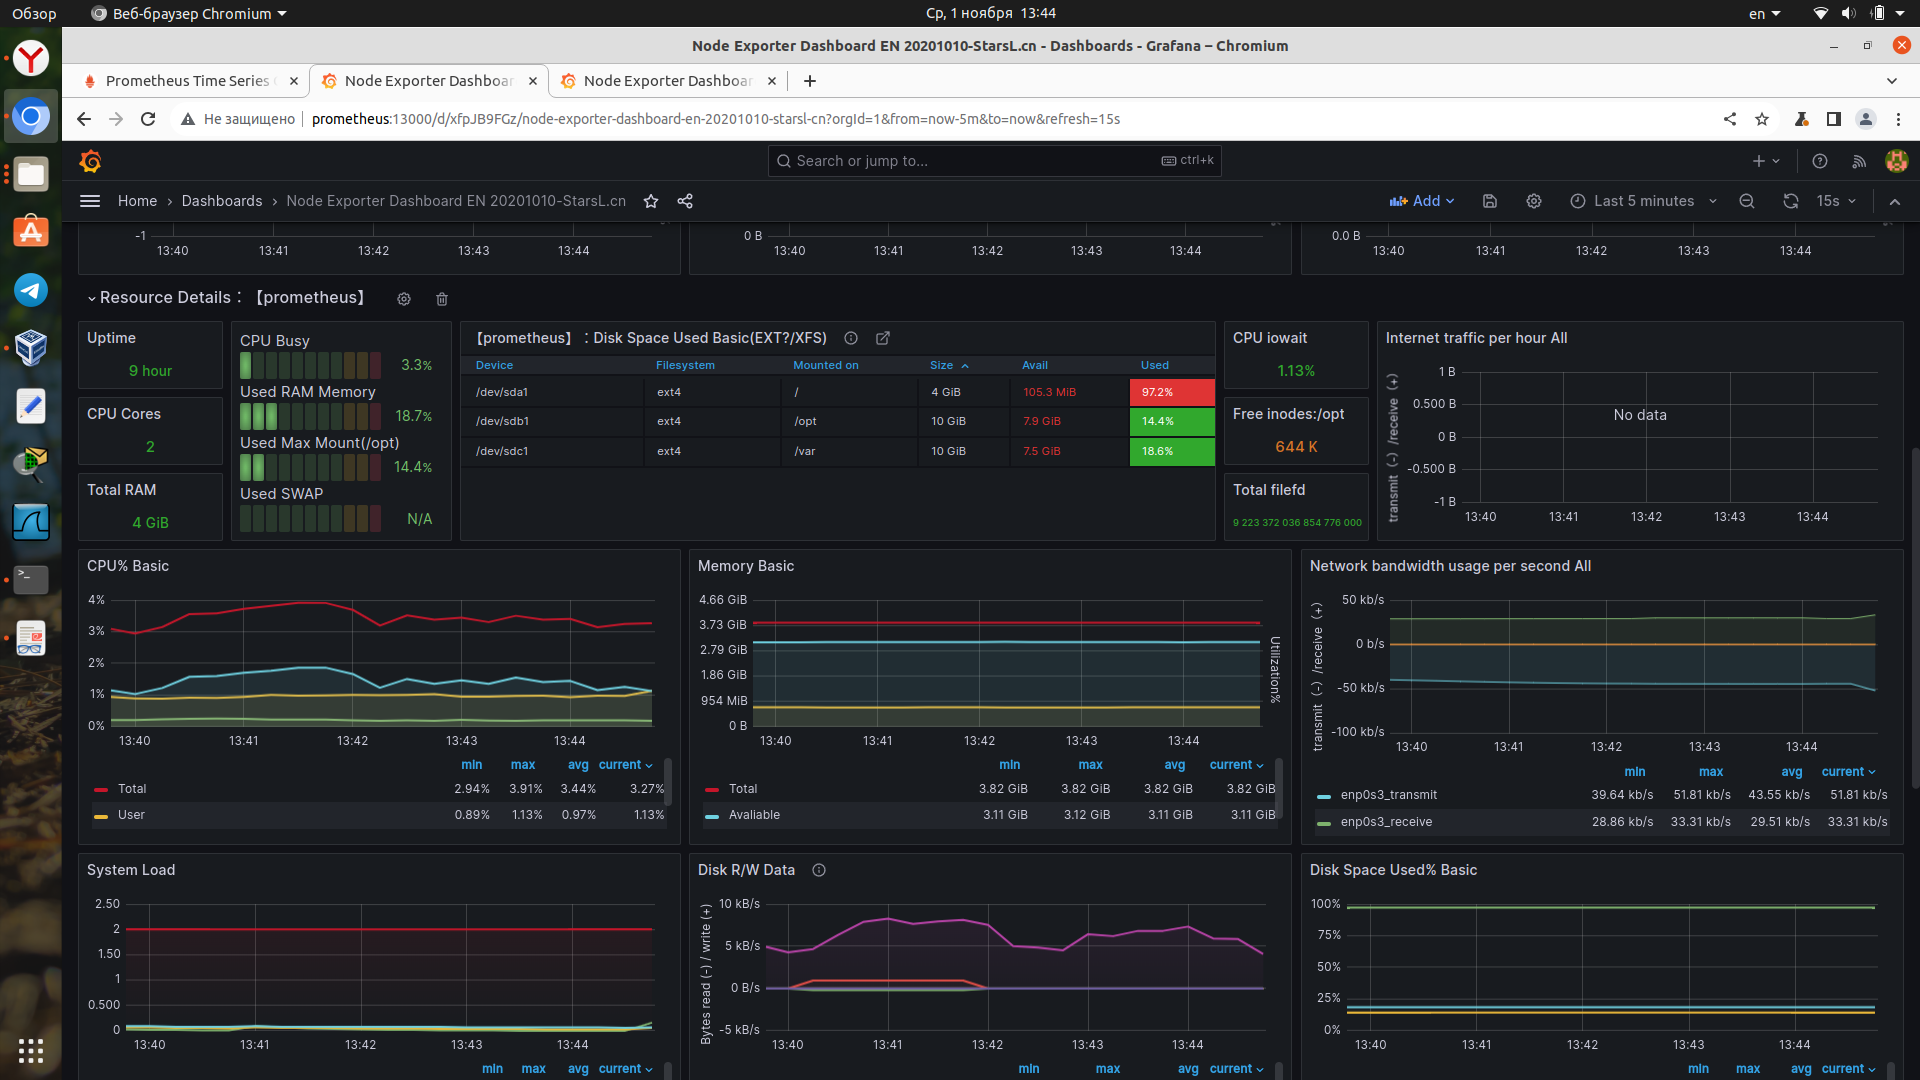 Обзор
Веб-браузер Chromium
Ср, 1 ноября 13:44
en
Node Exporter Dashboard EN 20201010-StarsL.cn - Dashboards - Grafana – Chromium
Prometheus Time Series
Node Exporter Dashboar
Node Exporter Dashboar
Не защищено
prometheus:13000/d/xfpJB9FGz/node-exporter-dashboard-en-20201010-starsl-cn?orgId=1&from=now-5m&to=now&refresh=15s
Search or jump to...
ctrl+k
Home › Dashboards › Node Exporter Dashboard EN 20201010-StarsL.cn
Add
Last 5 minutes
15s
-1
13:40 13:41 13:42 13:43 13:44
0 B
13:40 13:41 13:42 13:43 13:44
0.0 B
13:40 13:41 13:42 13:43 13:44
Resource Details：【prometheus】
Uptime
9 hour
CPU Cores
2
Total RAM
4 GiB
CPU Busy
3.3%
Used RAM Memory
18.7%
Used Max Mount(/opt)
14.4%
Used SWAP
N/A
【prometheus】：Disk Space Used Basic(EXT?/XFS)
Device Filesystem Mounted on Size Avail Used
/dev/sda1 ext4 / 4 GiB 105.3 MiB 97.2%
/dev/sdb1 ext4 /opt 10 GiB 7.9 GiB 14.4%
/dev/sdc1 ext4 /var 10 GiB 7.5 GiB 18.6%
CPU iowait
1.13%
Free inodes:/opt
644 K
Total filefd
9 223 372 036 854 776 000
Internet traffic per hour All
transmit (-) /receive (+)
1 B
0.500 B
0 B
-0.500 B
-1 B
No data
13:40 13:41 13:42 13:43 13:44
CPU% Basic
4%
3%
2%
1%
0%
13:40 13:41 13:42 13:43 13:44
min max avg current
Total 2.94% 3.91% 3.44% 3.27%
User 0.89% 1.13% 0.97% 1.13%
Memory Basic
4.66 GiB
3.73 GiB
2.79 GiB
1.86 GiB
954 MiB
0 B
Utilization%
13:40 13:41 13:42 13:43 13:44
min max avg current
Total 3.82 GiB 3.82 GiB 3.82 GiB 3.82 GiB
Avaliable 3.11 GiB 3.12 GiB 3.11 GiB 3.11 GiB
Network bandwidth usage per second All
transmit (-) /receive (+)
50 kb/s
0 b/s
-50 kb/s
-100 kb/s
13:40 13:41 13:42 13:43 13:44
min max avg current
enp0s3_transmit 39.64 kb/s 51.81 kb/s 43.55 kb/s 51.81 kb/s
enp0s3_receive 28.86 kb/s 33.31 kb/s 29.51 kb/s 33.31 kb/s
System Load
2.50
2
1.50
1
0.500
0
13:40 13:41 13:42 13:43 13:44
min max avg current
Disk R/W Data
Bytes read (-) / write (+)
10 kB/s
5 kB/s
0 B/s
-5 kB/s
13:40 13:41 13:42 13:43 13:44
min max avg current
Disk Space Used% Basic
100%
75%
50%
25%
0%
13:40 13:41 13:42 13:43 13:44
min max avg current